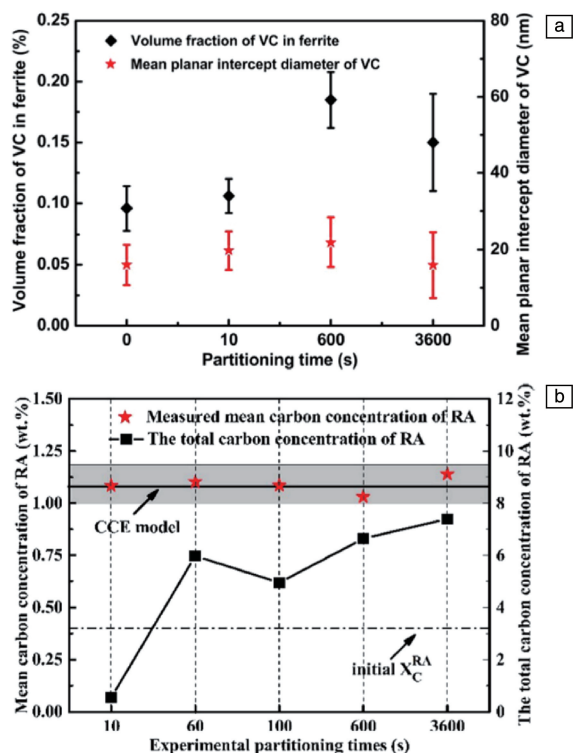 a
0.25
0.20
0.15
0.10
0.05
0.00
Volume fraction of VC in ferrite (%)
Volume fraction of VC in ferrite
Mean planar intercept diameter of VC
80
60
40
20
0
Mean planar intercept diameter of VC (nm)
0 10 600 3600
Partitioning time (s)
b
1.50
1.25
1.00
0.75
0.50
0.25
0.00
Mean carbon concentration of RA (wt.%)
Measured mean carbon concentration of RA
The total carbon concentration of RA
CCE model
initial X_C^RA
12
10
8
6
4
2
0
The total carbon concentration of RA (wt.%)
10 60 100 600 3600
Experimental partitioning times (s)